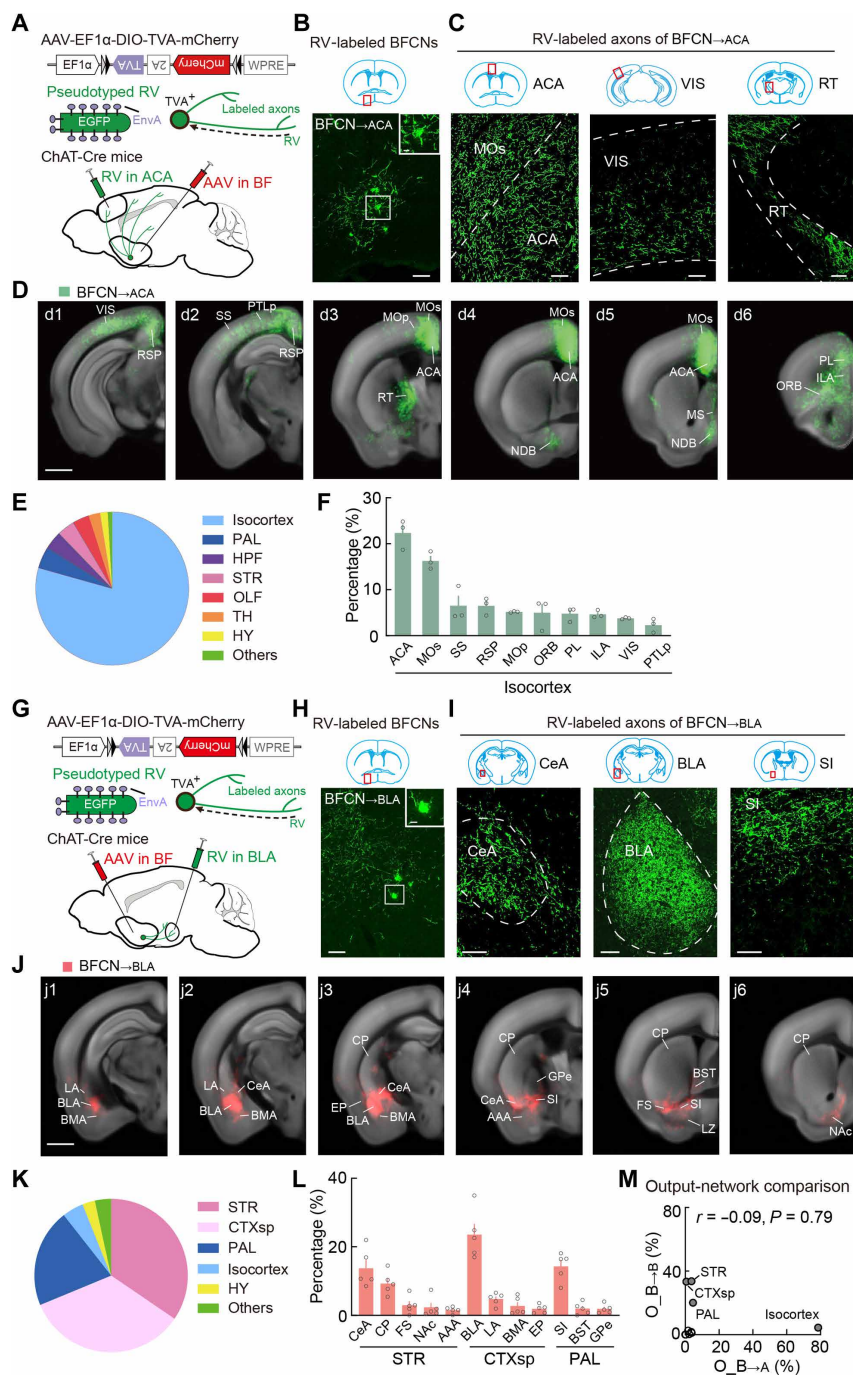 A
AAV-EF1α-DIO-TVA-mCherry
EF1α
TVA
2A
mCherry
WPRE
Pseudotyped RV
EGFP
EnvA
TVA+
Labeled axons
RV
ChAT-Cre mice
RV in ACA
AAV in BF
B
RV-labeled BFCNs
BFCN→ACA
C
RV-labeled axons of BFCN→ACA
ACA
VIS
RT
MOs
ACA
VIS
RT
D
BFCN→ACA
d1
VIS
RSP
d2
SS
PTLp
RSP
d3
MOp
MOs
ACA
RT
d4
MOs
ACA
NDB
d5
MOs
ACA
MS
NDB
d6
PL
ILA
ORB
E
Isocortex
PAL
HPF
STR
OLF
TH
HY
Others
F
Percentage (%)
30
20
10
0
ACA
MOs
SS
RSP
MOp
ORB
PL
ILA
VIS
PTLp
Isocortex
G
AAV-EF1α-DIO-TVA-mCherry
EF1α
TVA
2A
mCherry
WPRE
Pseudotyped RV
EGFP
EnvA
TVA+
Labeled axons
RV
ChAT-Cre mice
AAV in BF
RV in BLA
H
RV-labeled BFCNs
BFCN→BLA
I
RV-labeled axons of BFCN→BLA
CeA
BLA
SI
CeA
BLA
SI
J
BFCN→BLA
j1
LA
BLA
BMA
j2
LA
CeA
BLA
BMA
j3
CP
CeA
EP
BLA
BMA
j4
CP
GPe
CeA
SI
AAA
j5
CP
BST
FS
SI
LZ
j6
CP
NAc
K
STR
CTXsp
PAL
Isocortex
HY
Others
L
Percentage (%)
40
20
0
CeA
CP
FS
NAc
AAA
BLA
LA
BMA
EP
SI
BST
GPe
STR
CTXsp
PAL
M
Output-network comparison
r = –0.09, P = 0.79
O_B→B (%)
80
40
0
STR
CTXsp
PAL
Isocortex
0 20 40 60 80
O_B→A (%)